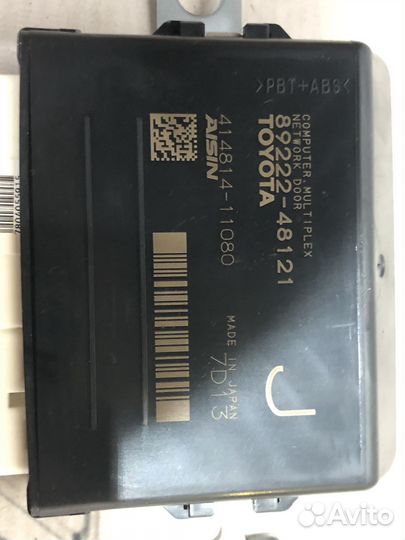 >PBT+ABS<
COMPUTER, MULTIPLEX
NETWORK DOOR
89222-48121
TOYOTA
414814-11080
AISIN
MADE IN JAPAN
7D13
J
Avito